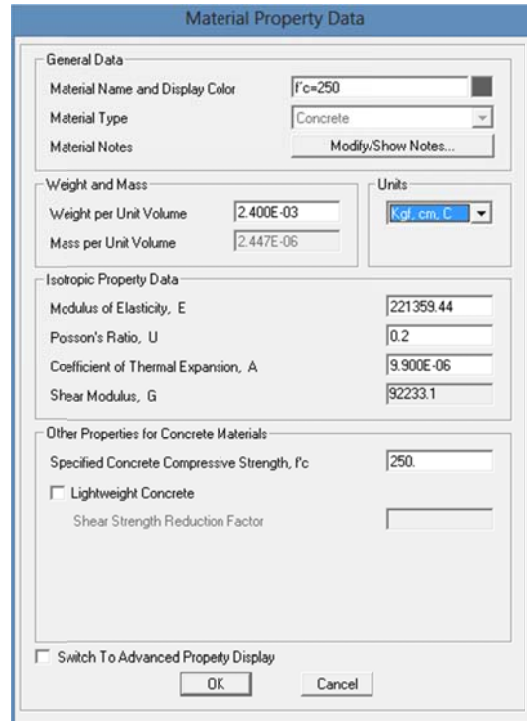 Material Property Data
General Data
Material Name and Display Color f'c=250
Material Type Concrete
Material Notes Modify/Show Notes...
Weight and Mass Units
Weight per Unit Volume 2.400E-03 Kgf, cm, C
Mass per Unit Volume 2.447E-06
Isotropic Property Data
Modulus of Elasticity, E 221359.44
Posson's Ratio, U 0.2
Coefficient of Thermal Expansion, A 9.900E-06
Shear Modulus, G 92233.1
Other Properties for Concrete Materials
Specified Concrete Compressive Strength, f'c 250.
Lightweight Concrete
Shear Strength Reduction Factor
Switch To Advanced Property Display
OK Cancel